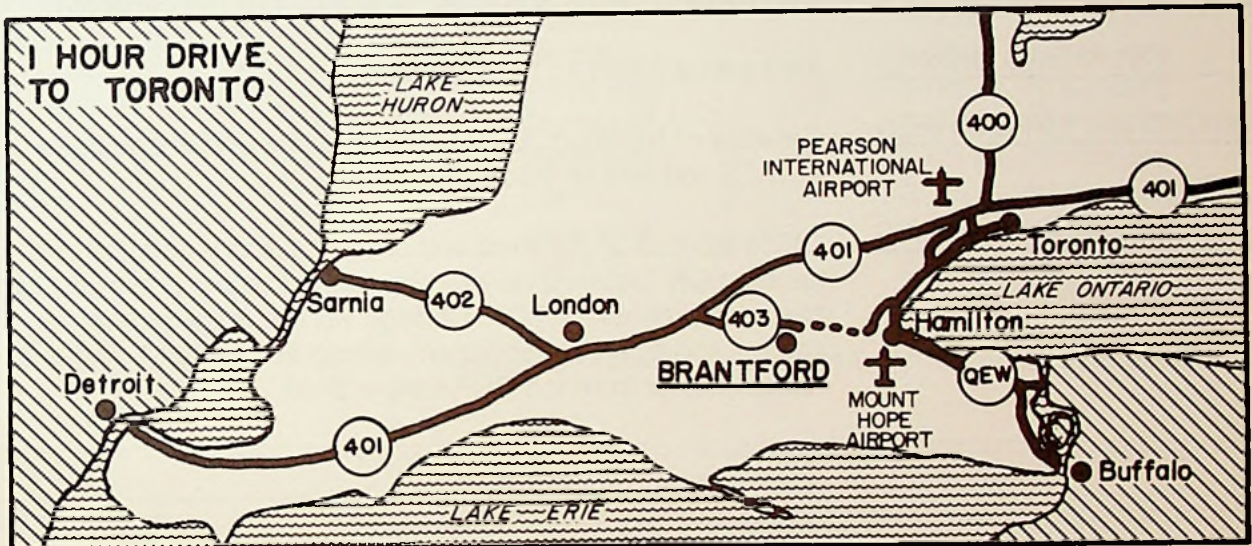 1 HOUR DRIVE
TO TORONTO
LAKE
HURON
400
PEARSON
INTERNATIONAL
AIRPORT
401
401
Toronto
LAKE ONTARIO
Sarnia
402
London
403
Hamilton
BRANTFORD
Detroit
QEW
MOUNT
HOPE
AIRPORT
401
Buffalo
LAKE ERIE